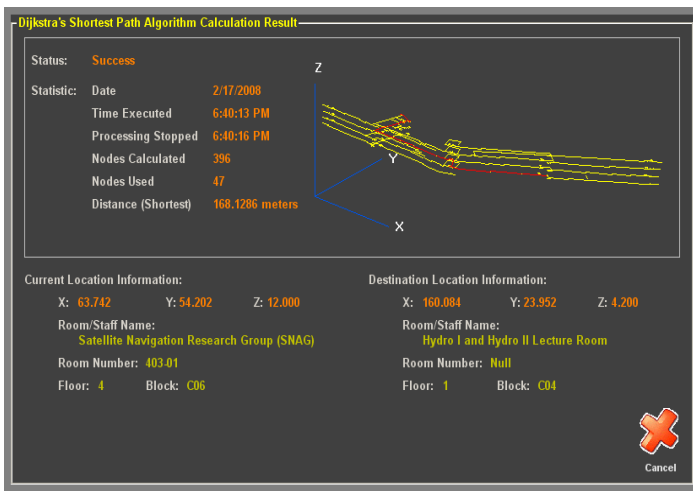 Dijkstra's Shortest Path Algorithm Calculation Result
Status: Success
Statistic: Date 2/17/2008
Time Executed 6:40:13 PM
Processing Stopped 6:40:16 PM
Nodes Calculated 396
Nodes Used 47
Distance (Shortest) 168.1286 meters
Z
Y
X
Current Location Information:
X: 63.742 Y: 54.202 Z: 12.000
Room/Staff Name:
Satellite Navigation Research Group (SNAG)
Room Number: 403-01
Floor: 4 Block: C06
Destination Location Information:
X: 160.084 Y: 23.952 Z: 4.200
Room/Staff Name:
Hydro I and Hydro II Lecture Room
Room Number: Null
Floor: 1 Block: C04
Cancel